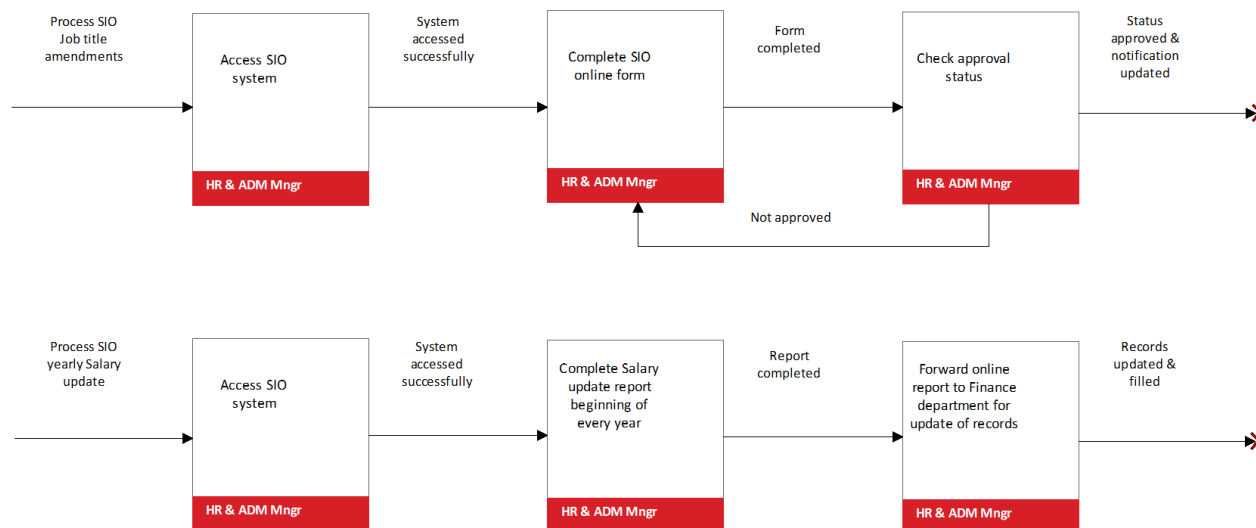 Process SIO
Job title
amendments
Access SIO
system
HR & ADM Mngr
System
accessed
successfully
Complete SIO
online form
HR & ADM Mngr
Form
completed
Check approval
status
HR & ADM Mngr
Status
approved &
notification
updated
Not approved
Process SIO
yearly Salary
update
Access SIO
system
HR & ADM Mngr
System
accessed
successfully
Complete Salary
update report
beginning of
every year
HR & ADM Mngr
Report
completed
Forward online
report to Finance
department for
update of records
HR & ADM Mngr
Records
updated &
filled